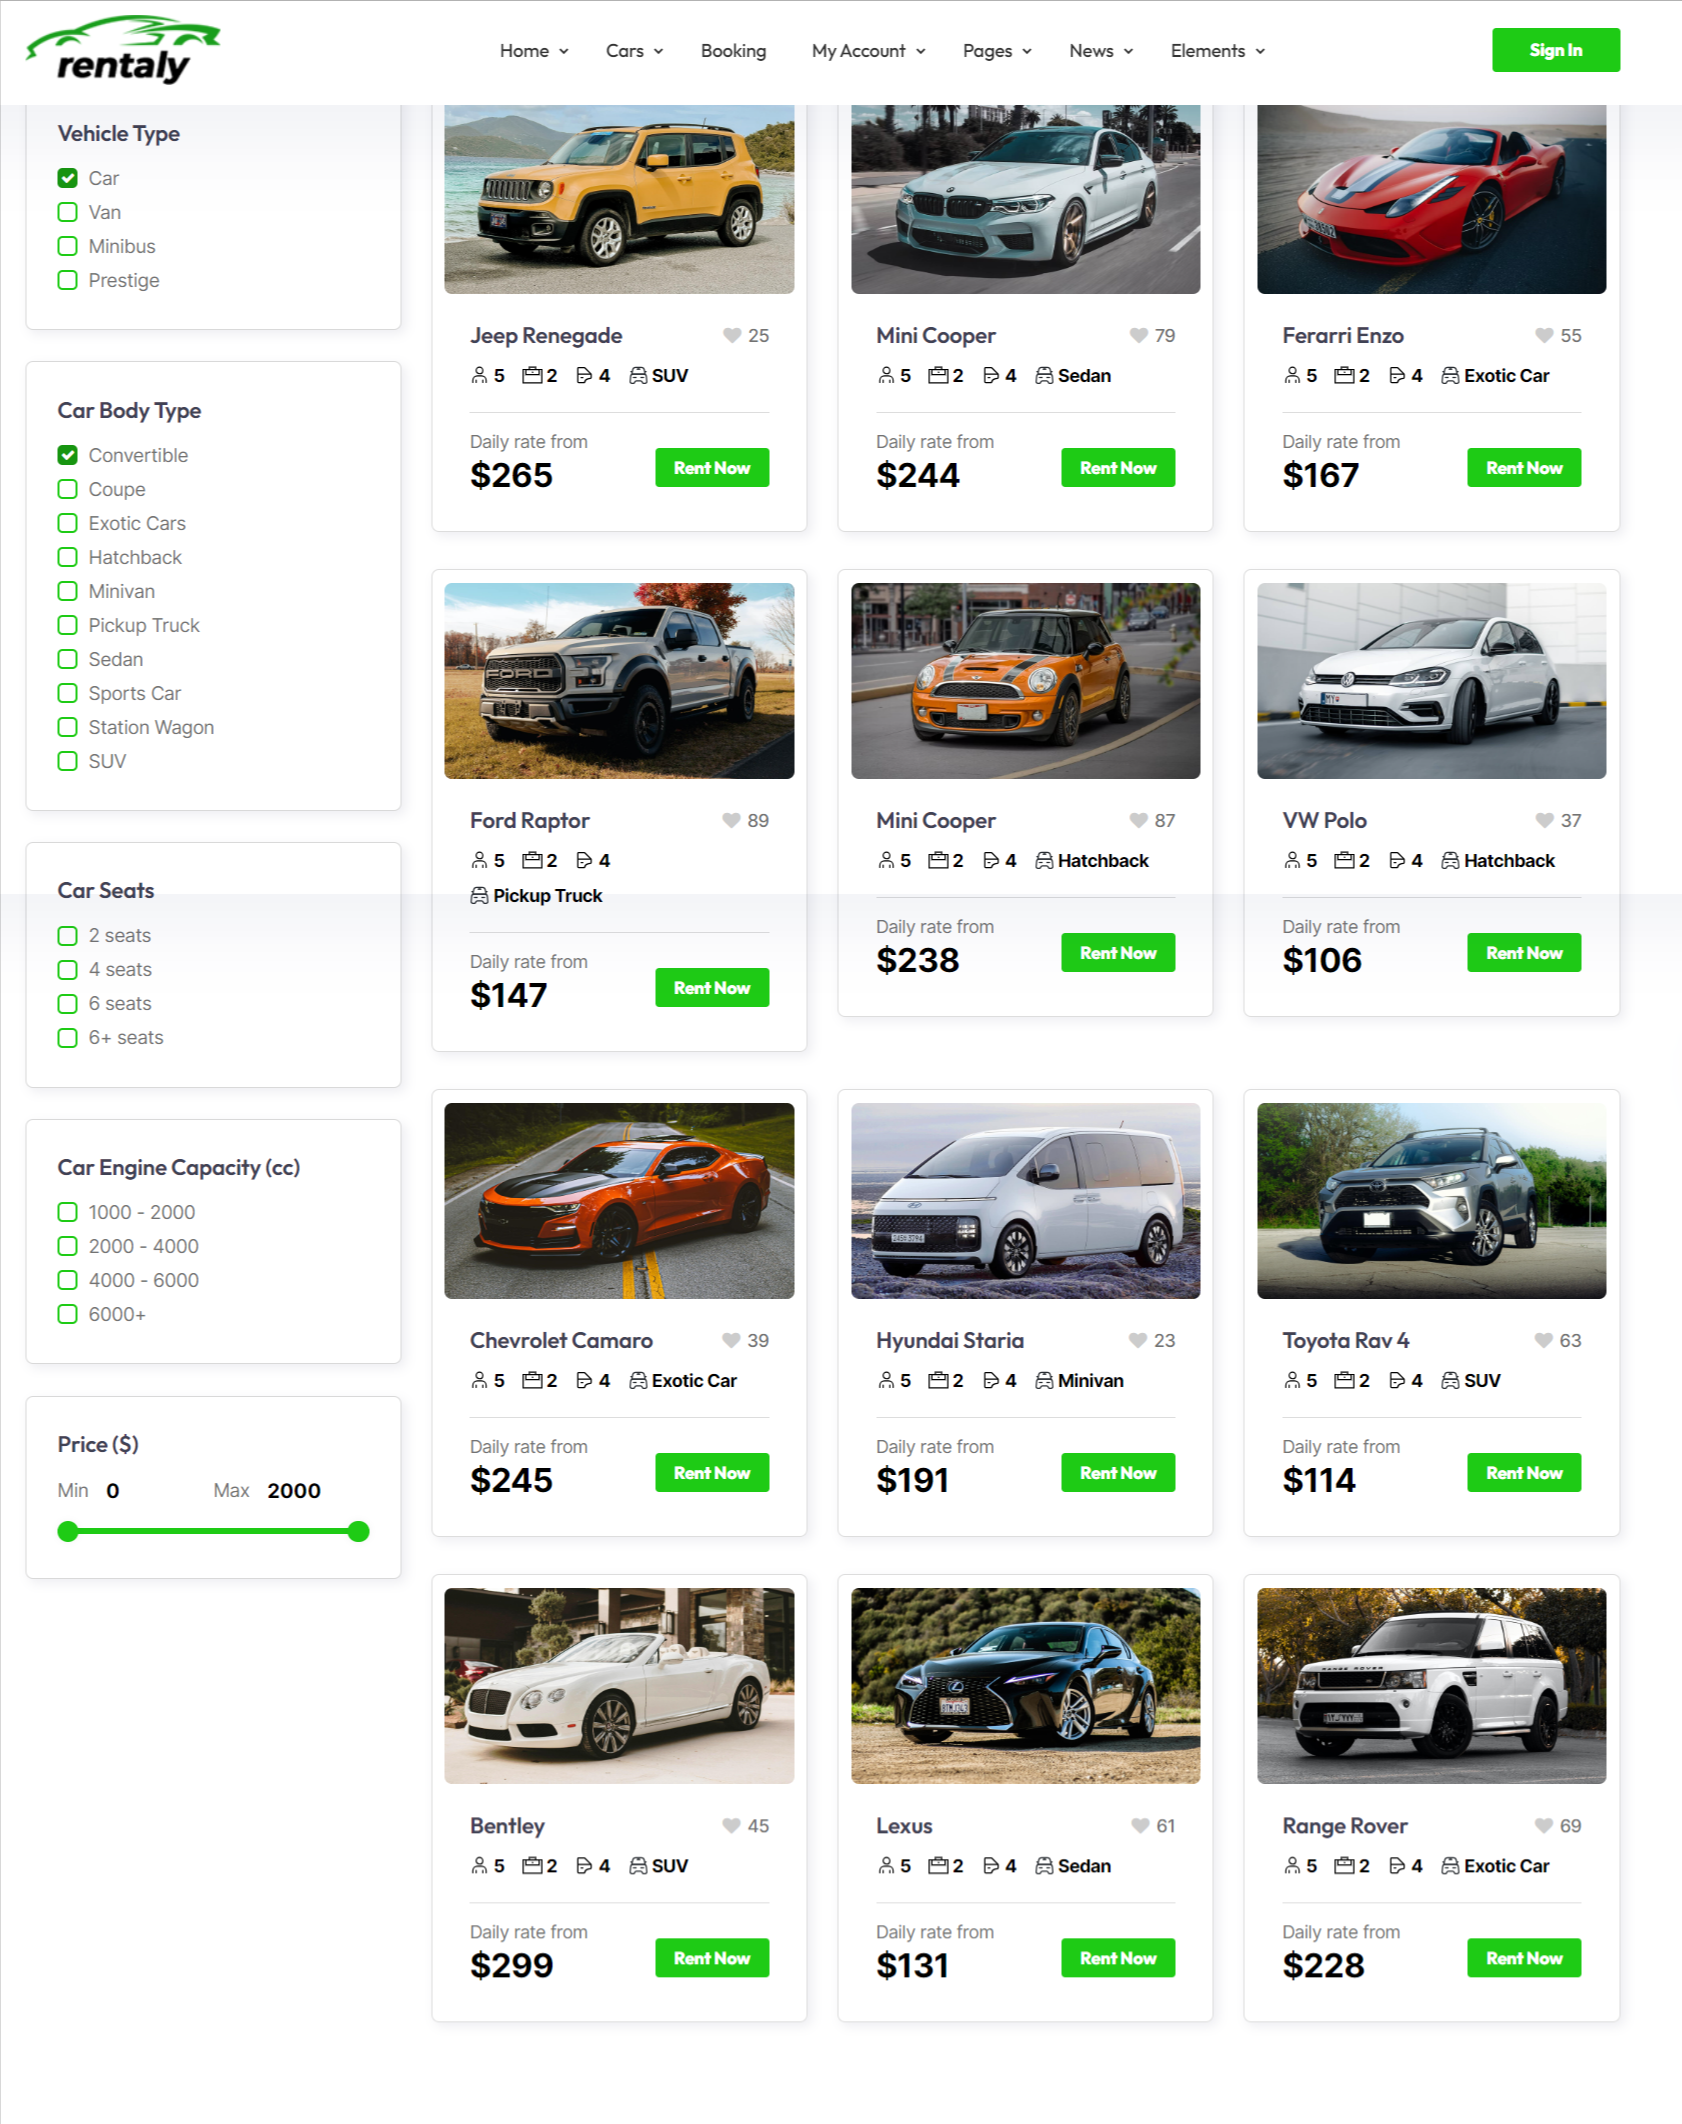 rentaly
Home Cars Booking My Account Pages News Elements Sign In
Vehicle Type
Car
Van
Minibus
Prestige
Car Body Type
Convertible
Coupe
Exotic Cars
Hatchback
Minivan
Pickup Truck
Sedan
Sports Car
Station Wagon
SUV
Car Seats
2 seats
4 seats
6 seats
6+ seats
Car Engine Capacity (cc)
1000 - 2000
2000 - 4000
4000 - 6000
6000+
Price ($)
Min 0 Max 2000
Jeep Renegade 25
5 2 4 SUV
Daily rate from
$265 Rent Now
Mini Cooper 79
5 2 4 Sedan
Daily rate from
$244 Rent Now
Ferarri Enzo 55
5 2 4 Exotic Car
Daily rate from
$167 Rent Now
FORD
Ford Raptor 89
5 2 4
Pickup Truck
Daily rate from
$147 Rent Now
Mini Cooper 87
5 2 4 Hatchback
Daily rate from
$238 Rent Now
VW Polo 37
5 2 4 Hatchback
Daily rate from
$106 Rent Now
Chevrolet Camaro 39
5 2 4 Exotic Car
Daily rate from
$245 Rent Now
Hyundai Staria 23
5 2 4 Minivan
Daily rate from
$191 Rent Now
Toyota Rav 4 63
5 2 4 SUV
Daily rate from
$114 Rent Now
Bentley 45
5 2 4 SUV
Daily rate from
$299 Rent Now
Lexus 61
5 2 4 Sedan
Daily rate from
$131 Rent Now
RANGE ROVER
Range Rover 69
5 2 4 Exotic Car
Daily rate from
$228 Rent Now